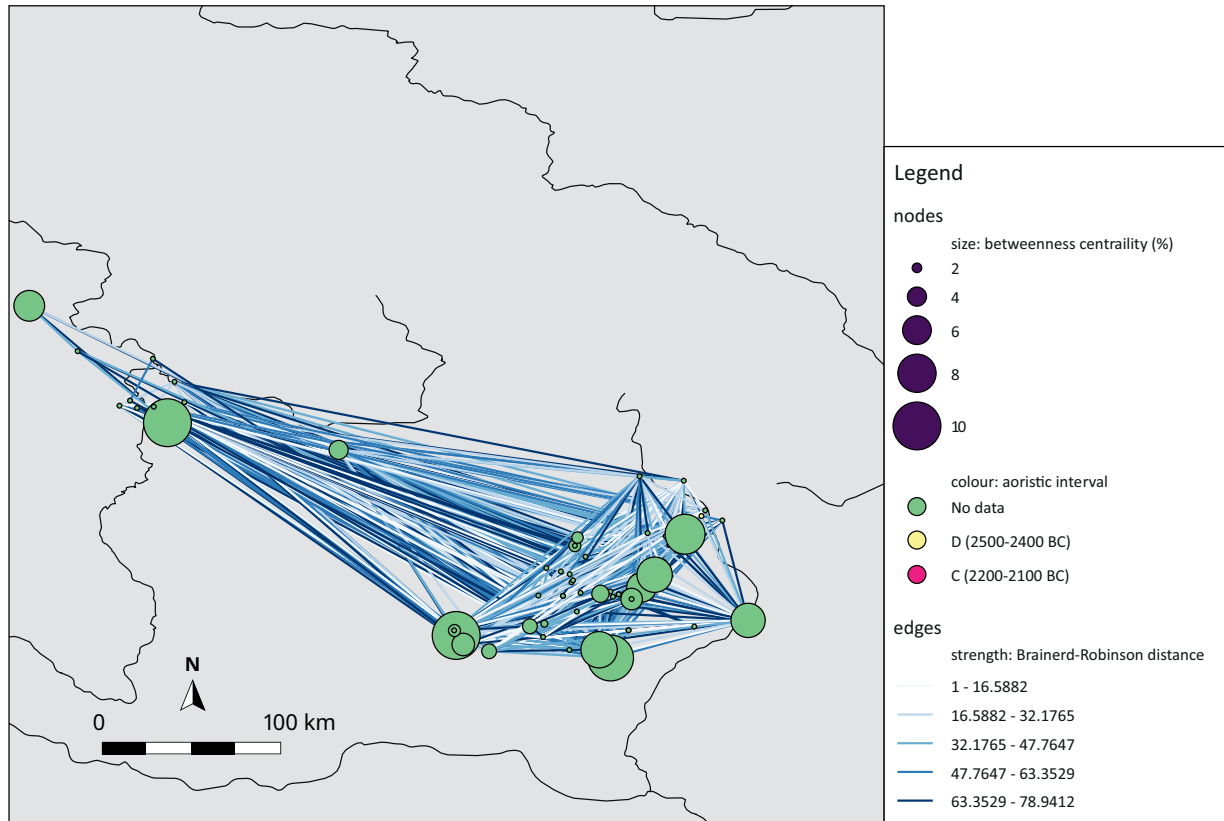 N
0 100 km
Legend
nodes
size: betweenness centraility (%)
2
4
6
8
10
colour: aoristic interval
No data
D (2500-2400 BC)
C (2200-2100 BC)
edges
strength: Brainerd-Robinson distance
1 - 16.5882
16.5882 - 32.1765
32.1765 - 47.7647
47.7647 - 63.3529
63.3529 - 78.9412